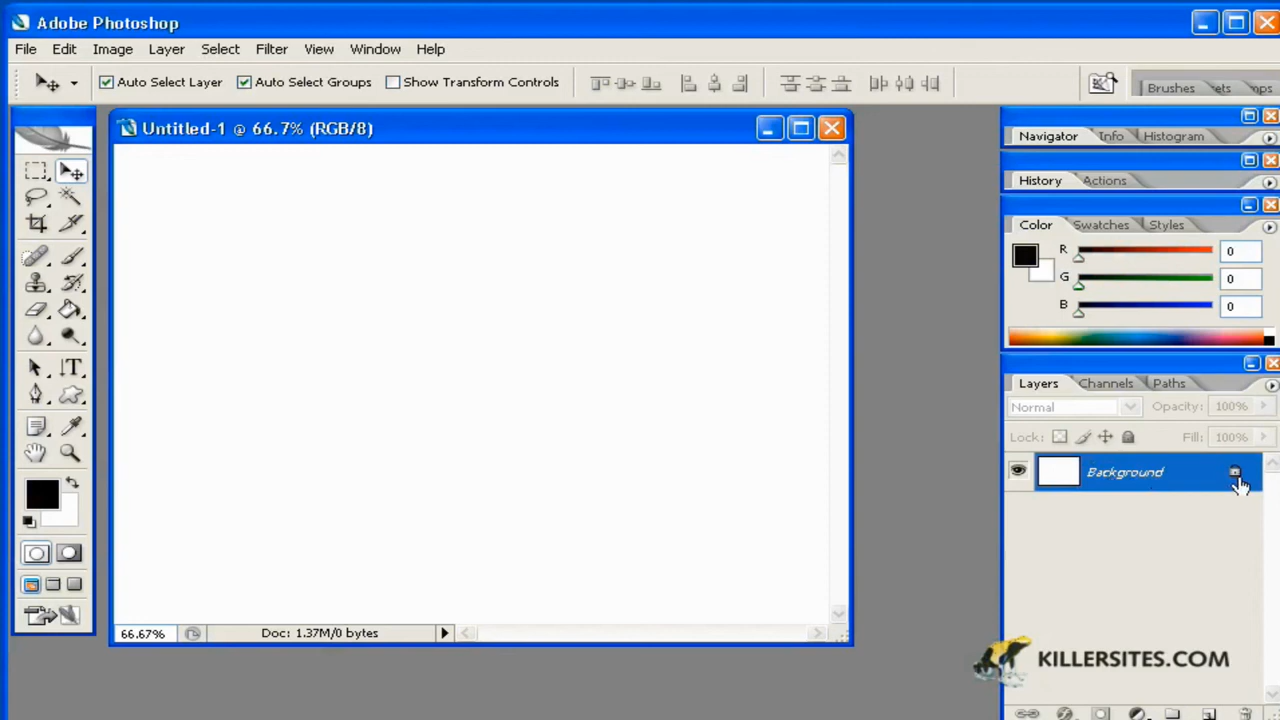 Adobe Photoshop
File Edit Image Layer Select Filter View Window Help
Auto Select Layer Auto Select Groups Show Transform Controls
Brushes ets ops
Untitled-1 @ 66.7% (RGB/8)
Navigator Info Histogram
History Actions
Color Swatches Styles
R 0
G 0
B 0
Layers Channels Paths
Normal Opacity: 100%
Lock: Fill: 100%
Background
T
66.67% Doc: 1.37M/0 bytes
KILLERSITES.COM